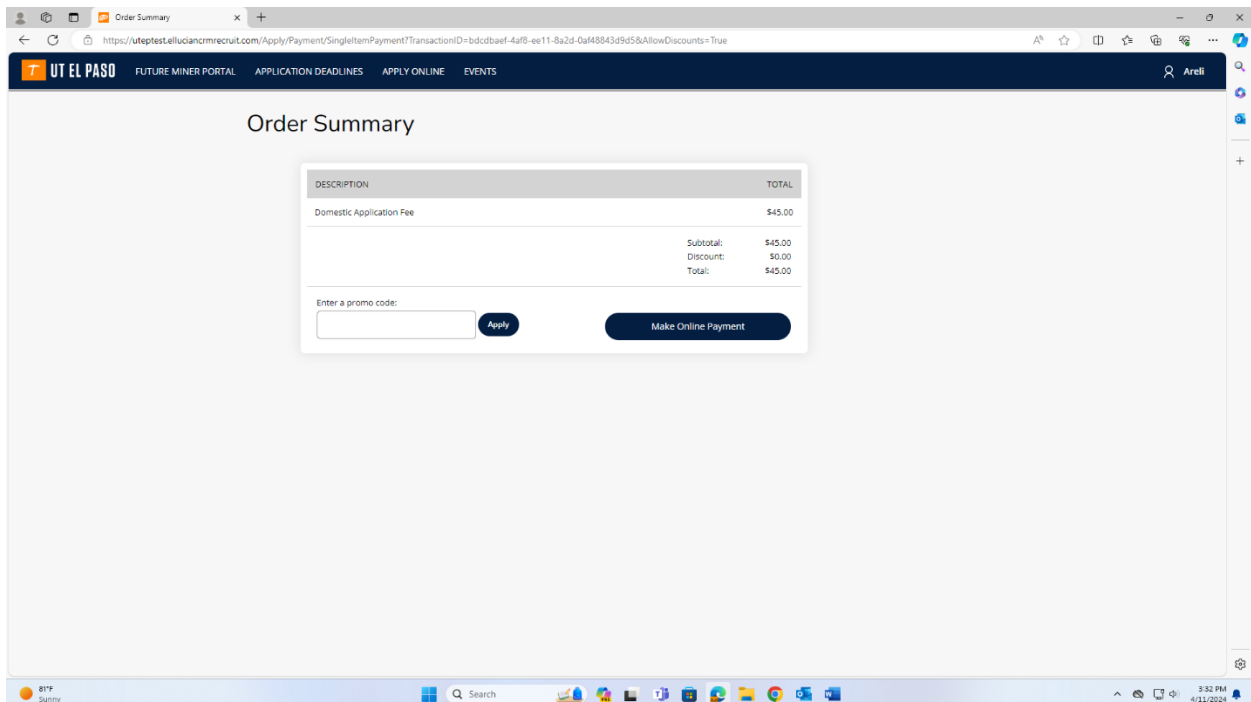 Order Summary
https://uteptest.elluciancrmrecruit.com/Apply/Payment/SingleItemPayment?TransactionID=bdcdbaef-4af8-ee11-8a2d-0af48843d9d5&AllowDiscounts=True
UT EL PASO FUTURE MINER PORTAL APPLICATION DEADLINES APPLY ONLINE EVENTS Areli
Order Summary
DESCRIPTION TOTAL
Domestic Application Fee $45.00
Subtotal: $45.00
Discount: $0.00
Total: $45.00
Enter a promo code:
Apply Make Online Payment
81°F
Sunny
Search
3:32 PM
4/11/2024